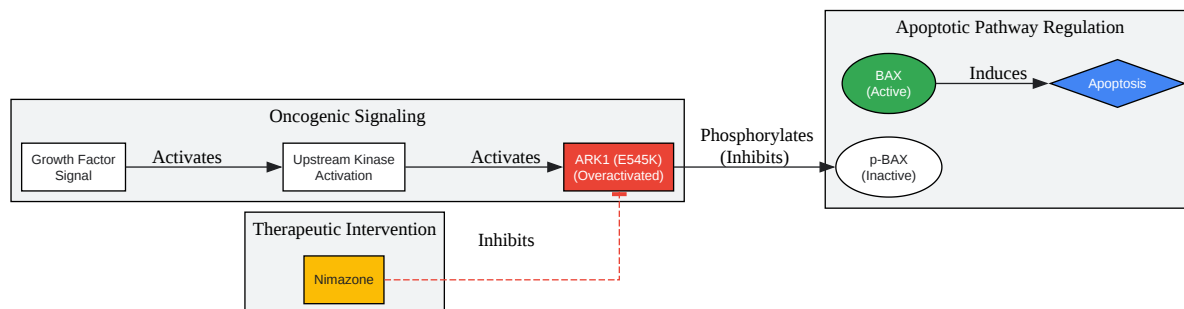 Apoptotic Pathway Regulation
BAX
(Active)
Induces
Apoptosis
Oncogenic Signaling
Growth Factor
Signal
Activates
Upstream Kinase
Activation
Activates
ARK1 (E545K)
(Overactivated)
Phosphorylates
(Inhibits)
p-BAX
(Inactive)
Therapeutic Intervention
Inhibits
Nimazone